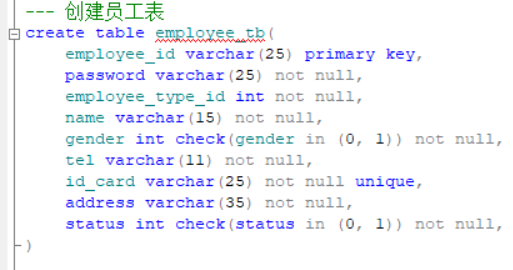 --- 创建员工表
create table employee_tb(
employee_id varchar(25) primary key,
password varchar(25) not null,
employee_type_id int not null,
name varchar(15) not null,
gender int check(gender in (0, 1)) not null,
tel varchar(11) not null,
id_card varchar(25) not null unique,
address varchar(35) not null,
status int check(status in (0, 1)) not null,
)